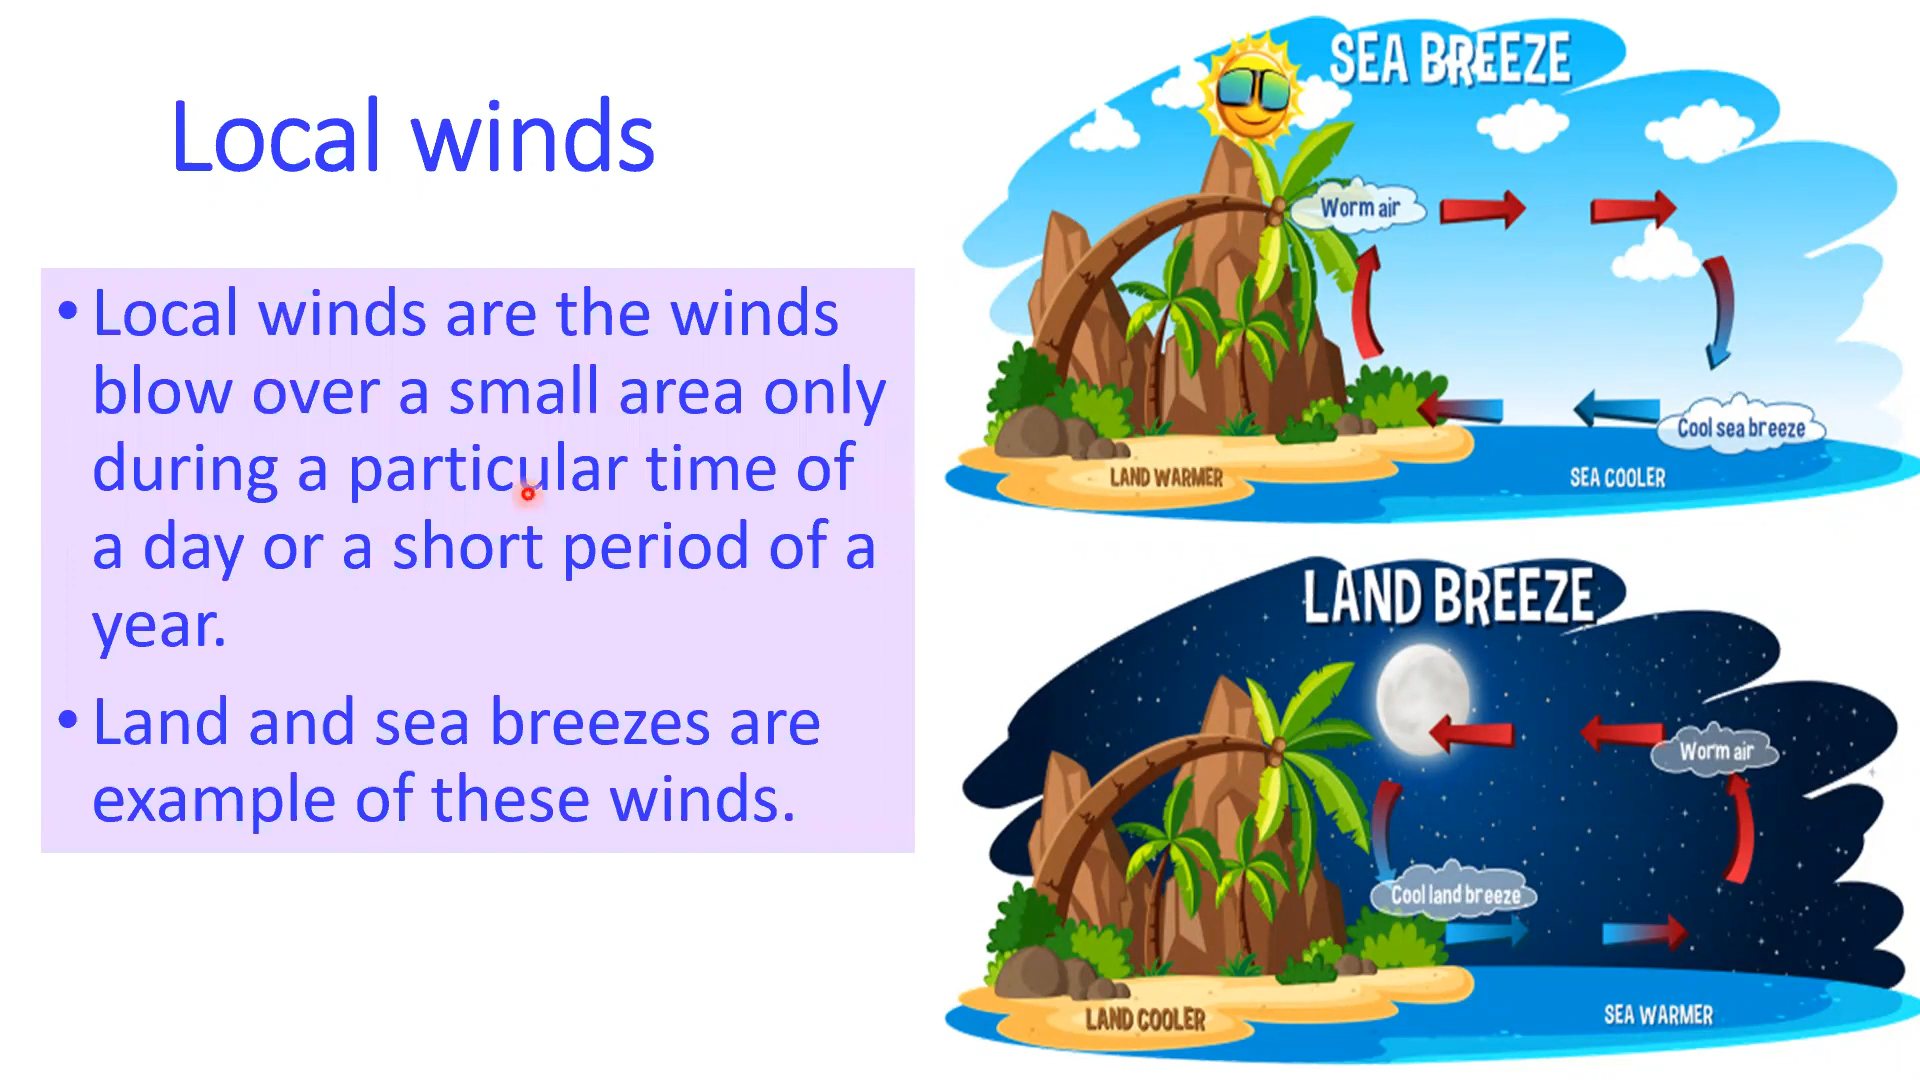 Local winds
• Local winds are the winds
blow over a small area only
during a particular time of
a day or a short period of a
year.
• Land and sea breezes are
example of these winds.
SEA BREEZE
Worm air
Cool sea breeze
LAND WARMER
SEA COOLER
LAND BREEZE
Worm air
Cool land breeze
LAND COOLER
SEA WARMER